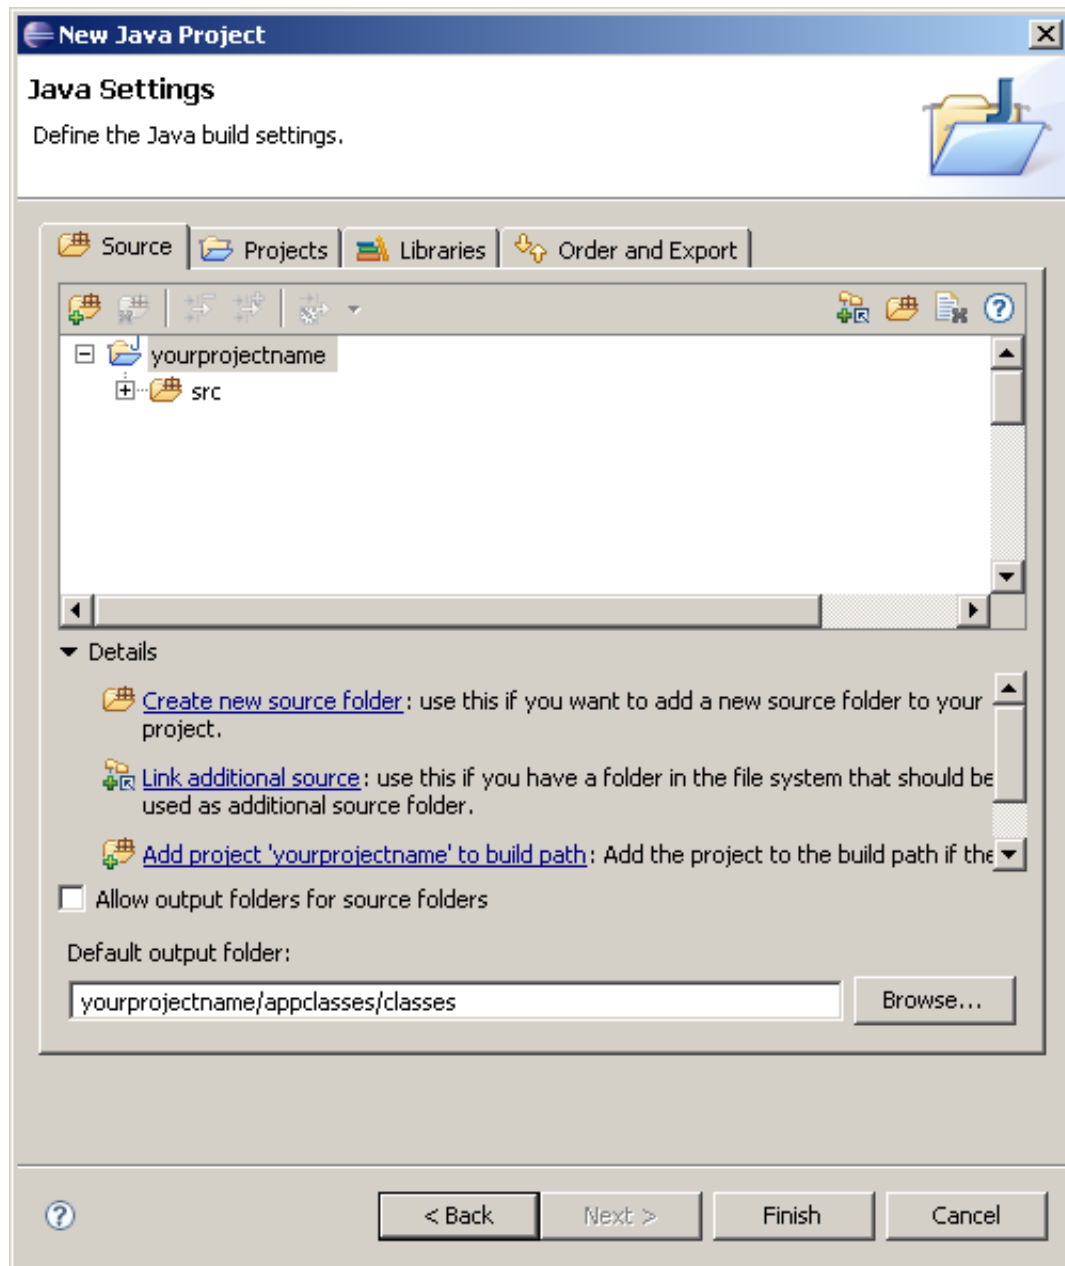 New Java Project
Java Settings
Define the Java build settings.
Source Projects Libraries Order and Export
yourprojectname
src
Details
Create new source folder: use this if you want to add a new source folder to your
project.
Link additional source: use this if you have a folder in the file system that should be
used as additional source folder.
Add project 'yourprojectname' to build path: Add the project to the build path if the
Allow output folders for source folders
Default output folder:
yourprojectname/appclasses/classes Browse...
< Back Next > Finish Cancel